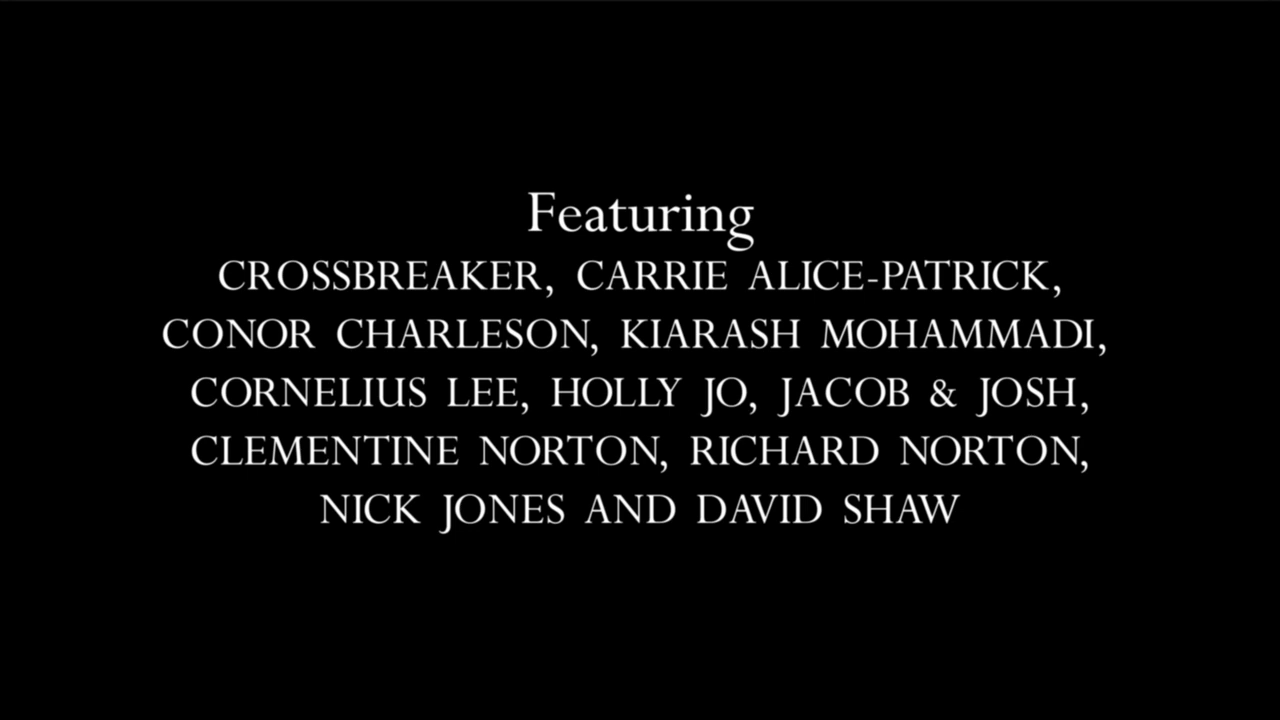 Featuring
CROSSBREAKER, CARRIE ALICE-PATRICK,
CONOR CHARLESON, KIARASH MOHAMMADI,
CORNELIUS LEE, HOLLY JO, JACOB & JOSH,
CLEMENTINE NORTON, RICHARD NORTON,
NICK JONES AND DAVID SHAW